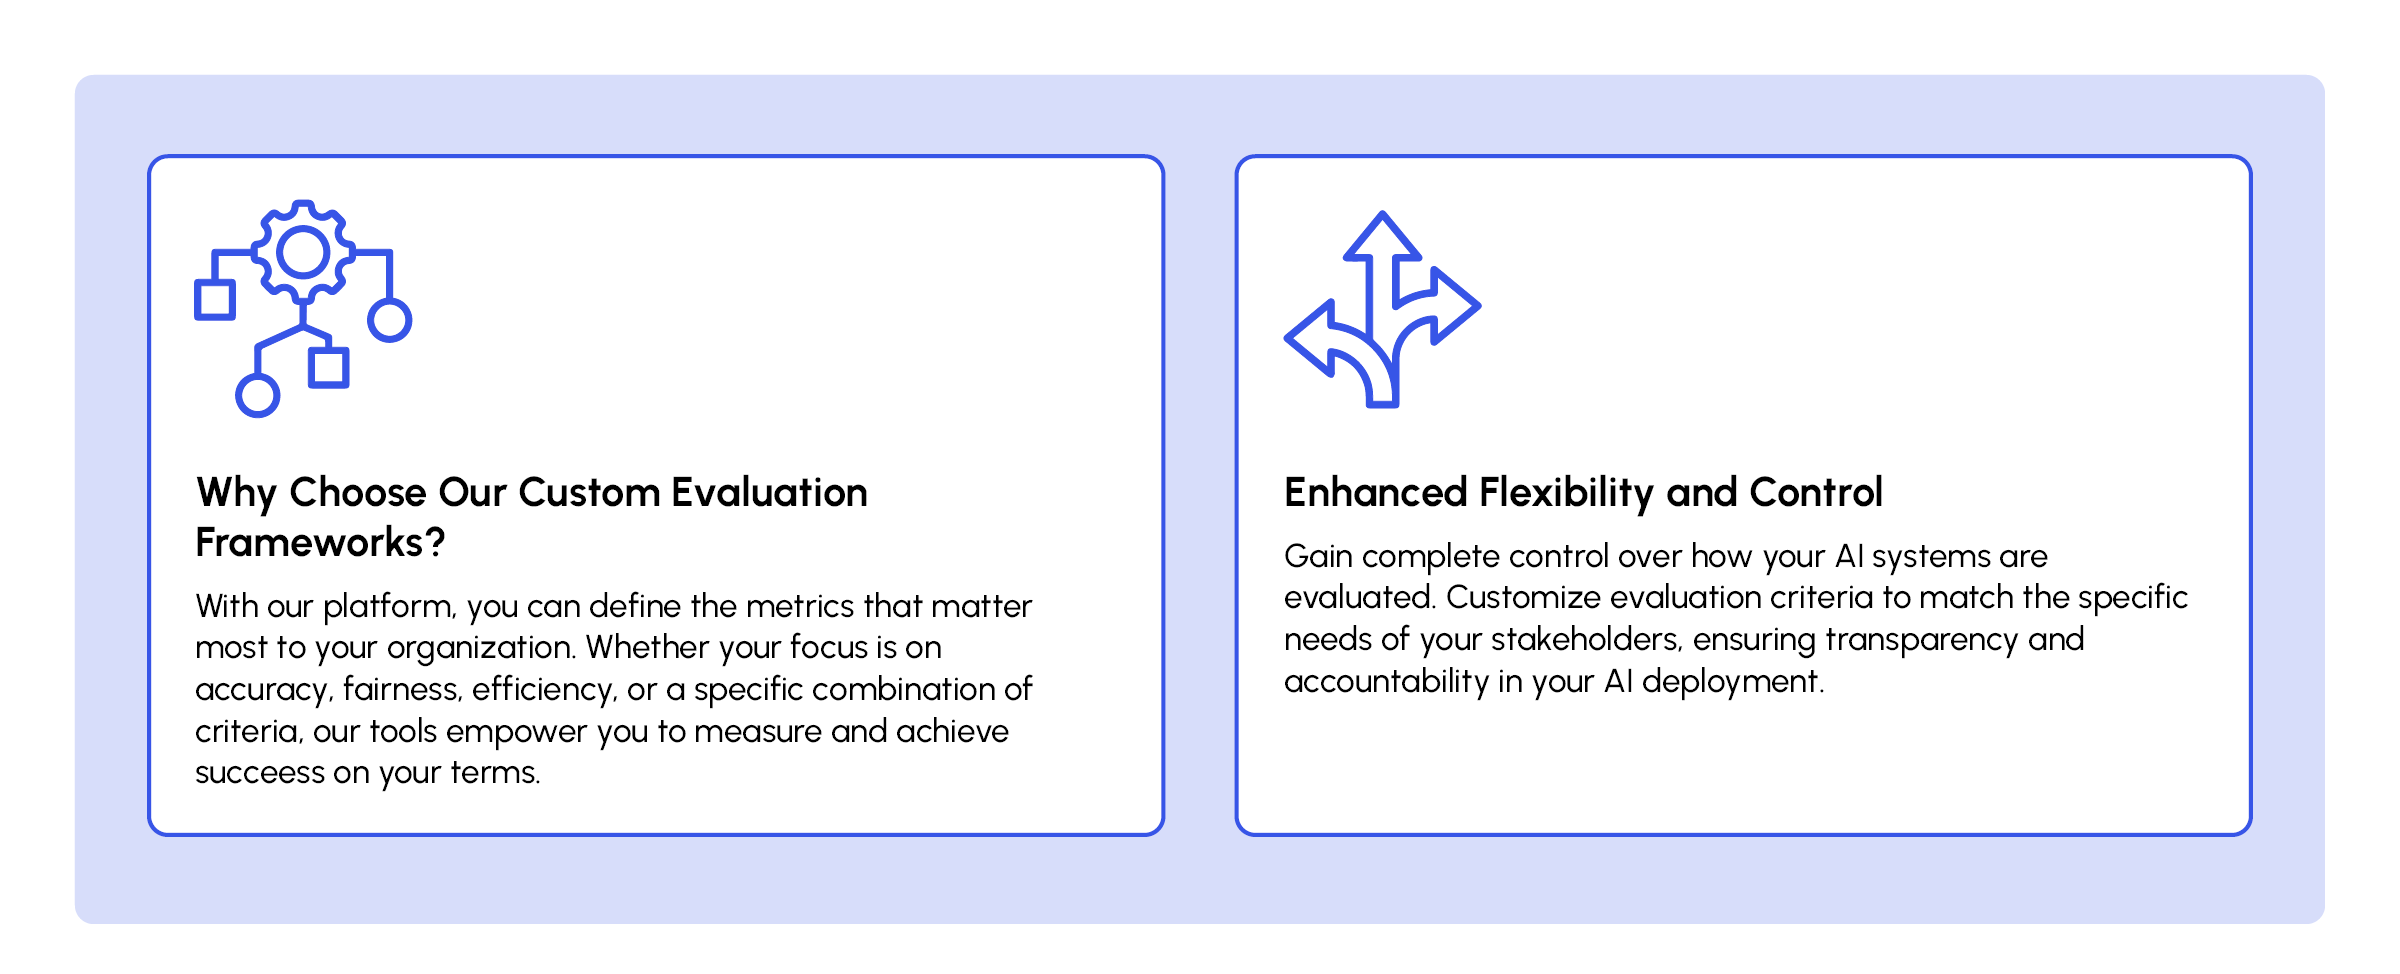 Why Choose Our Custom Evaluation
Frameworks?
With our platform, you can define the metrics that matter
most to your organization. Whether your focus is on
accuracy, fairness, efficiency, or a specific combination of
criteria, our tools empower you to measure and achieve
succeess on your terms.
Enhanced Flexibility and Control
Gain complete control over how your AI systems are
evaluated. Customize evaluation criteria to match the specific
needs of your stakeholders, ensuring transparency and
accountability in your AI deployment.